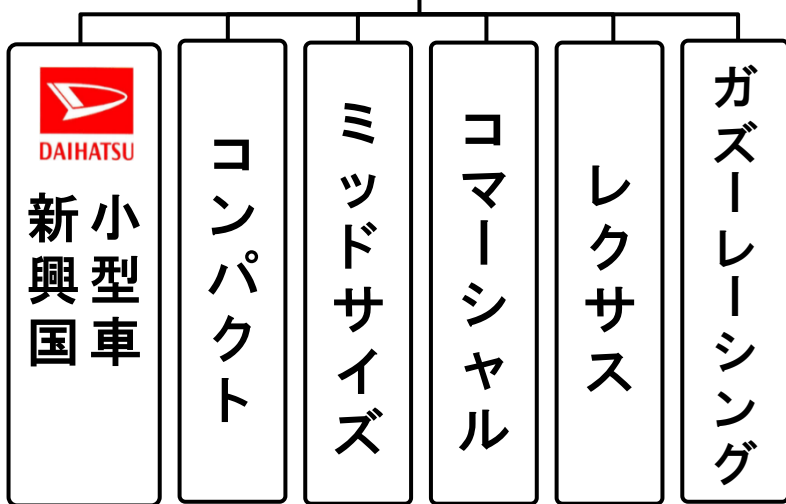 DAIHATSU
新興国
小型車
コンパクト
ミッドサイズ
コマーシャル
レクサス
ガズーレーシング